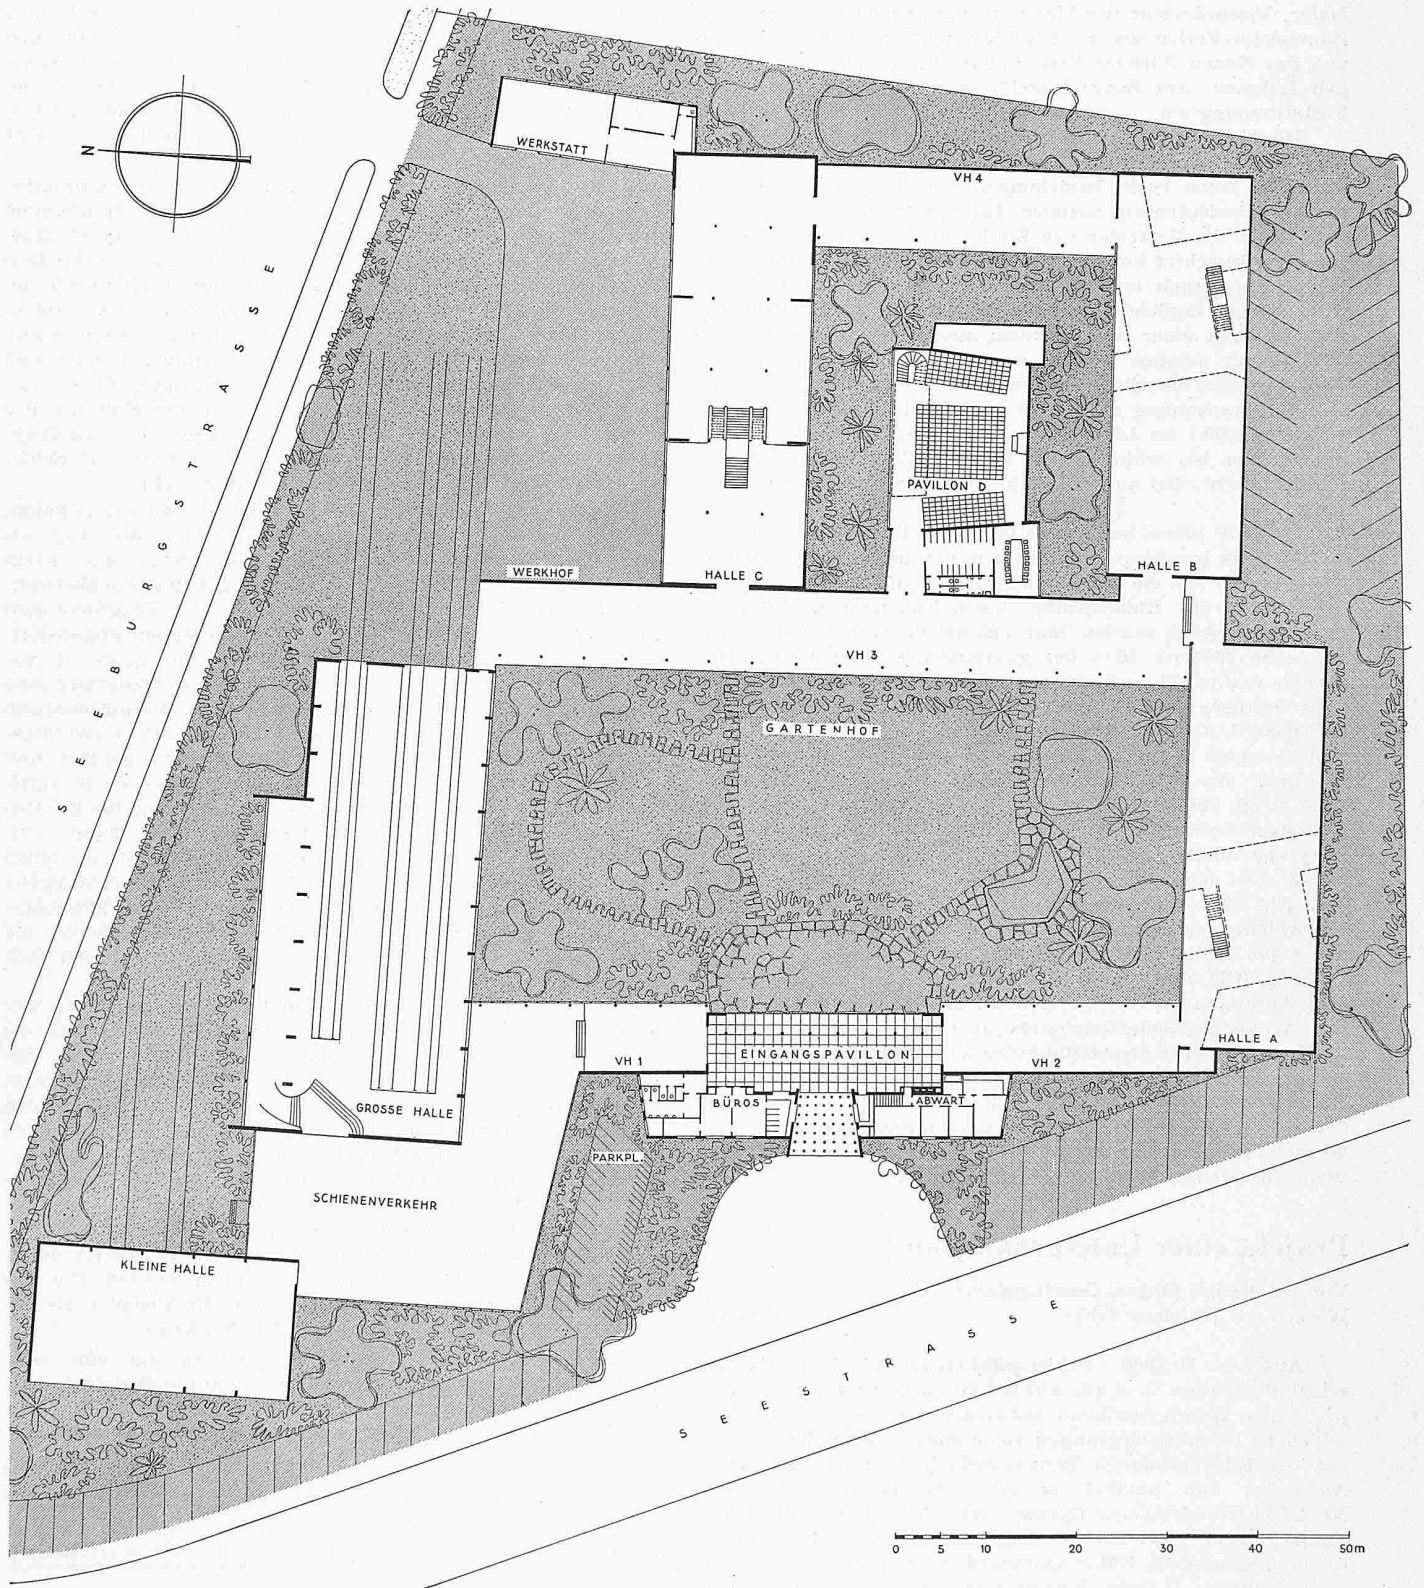 N
WERKSTATT
VH 4
SEEBURGSTRASSE
PAVILLON D
WERKHOF
HALLE C
HALLE B
VH 3
GARTENHOF
HALLE A
VH 1
EINGANGSPAVILLON
VH 2
GROSSE HALLE
BÜROS
ABWART
PARKPL.
SCHIENENVERKEHR
KLEINE HALLE
SEESTRASSE
0 5 10 20 30 40 50m